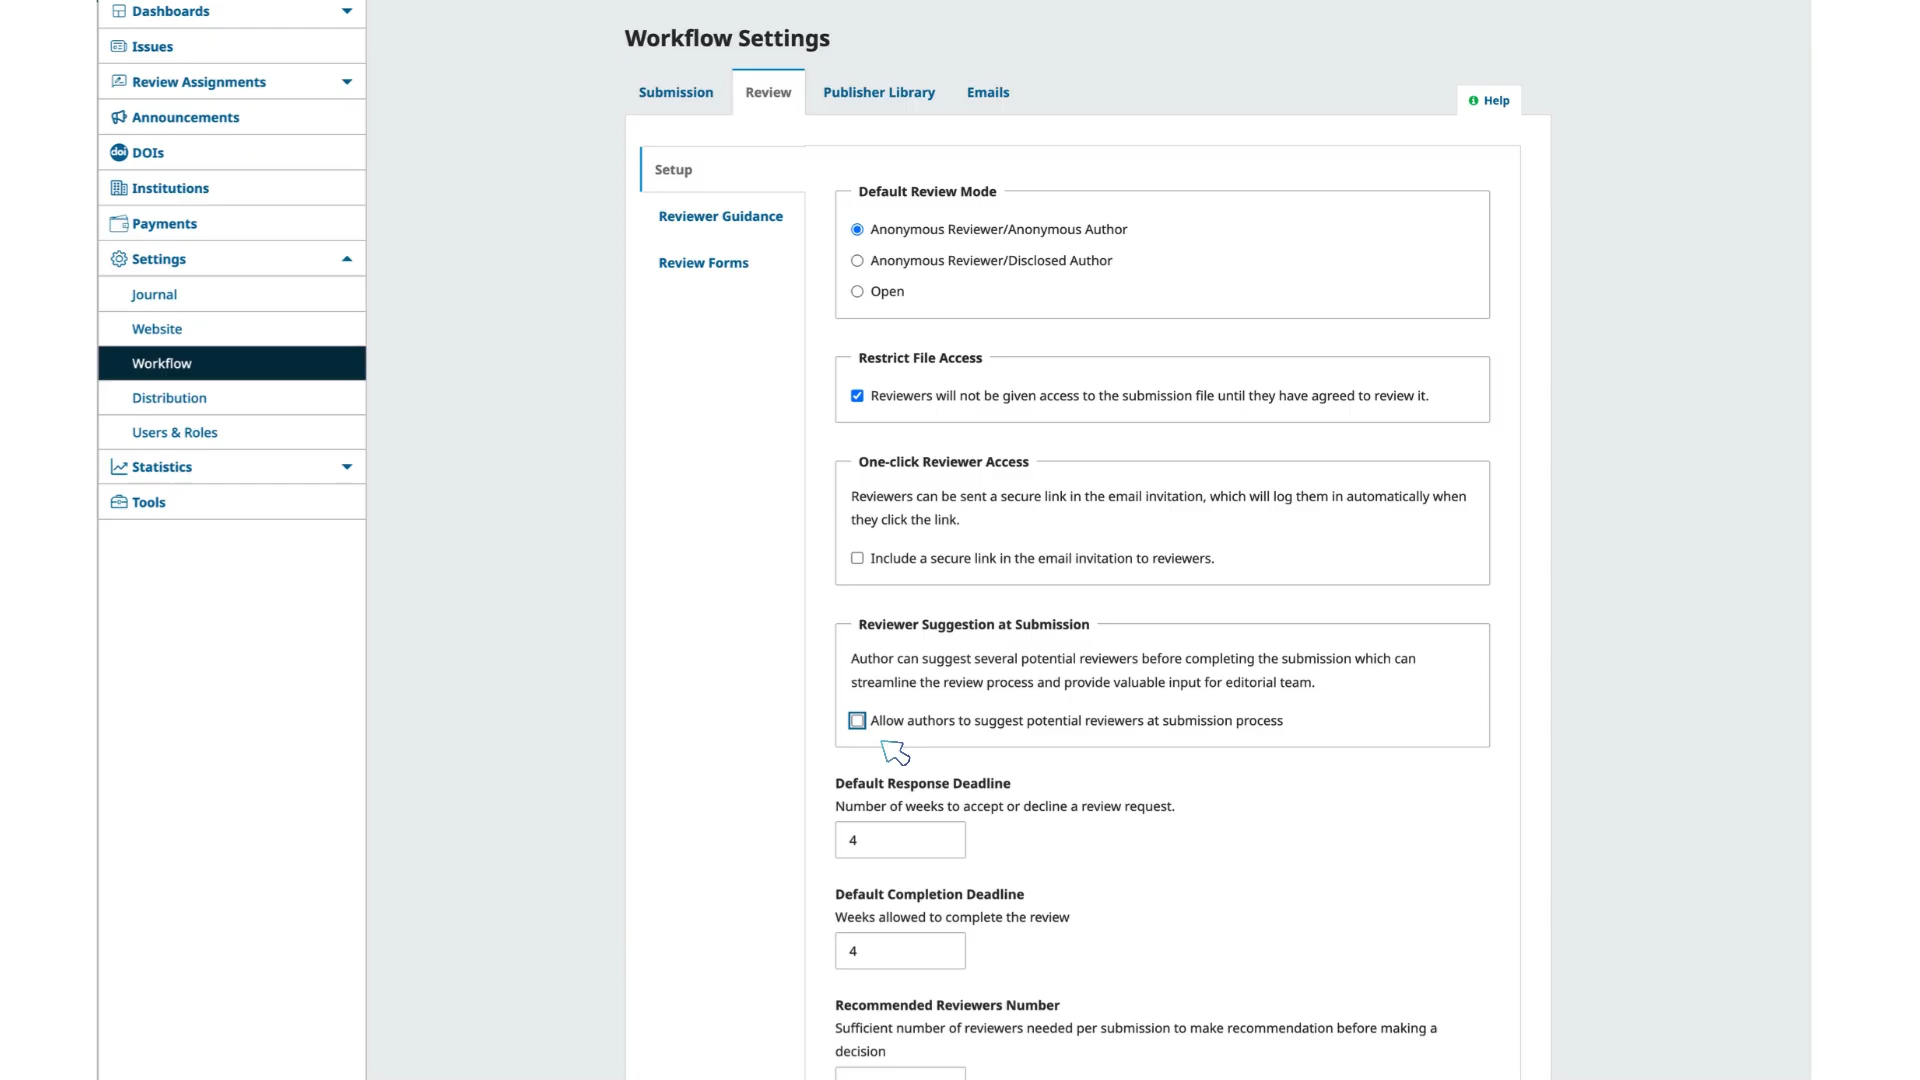 Dashboards
Issues
Review Assignments
Announcements
doi DOIs
Institutions
Payments
Settings
Journal
Website
Workflow
Distribution
Users & Roles
Statistics
Tools
Workflow Settings
Submission
Review
Publisher Library
Emails
Help
Setup
Reviewer Guidance
Review Forms
Default Review Mode
Anonymous Reviewer/Anonymous Author
Anonymous Reviewer/Disclosed Author
Open
Restrict File Access
Reviewers will not be given access to the submission file until they have agreed to review it.
One-click Reviewer Access
Reviewers can be sent a secure link in the email invitation, which will log them in automatically when
they click the link.
Include a secure link in the email invitation to reviewers.
Reviewer Suggestion at Submission
Author can suggest several potential reviewers before completing the submission which can
streamline the review process and provide valuable input for editorial team.
Allow authors to suggest potential reviewers at submission process
Default Response Deadline
Number of weeks to accept or decline a review request.
4
Default Completion Deadline
Weeks allowed to complete the review
4
Recommended Reviewers Number
Sufficient number of reviewers needed per submission to make recommendation before making a
decision